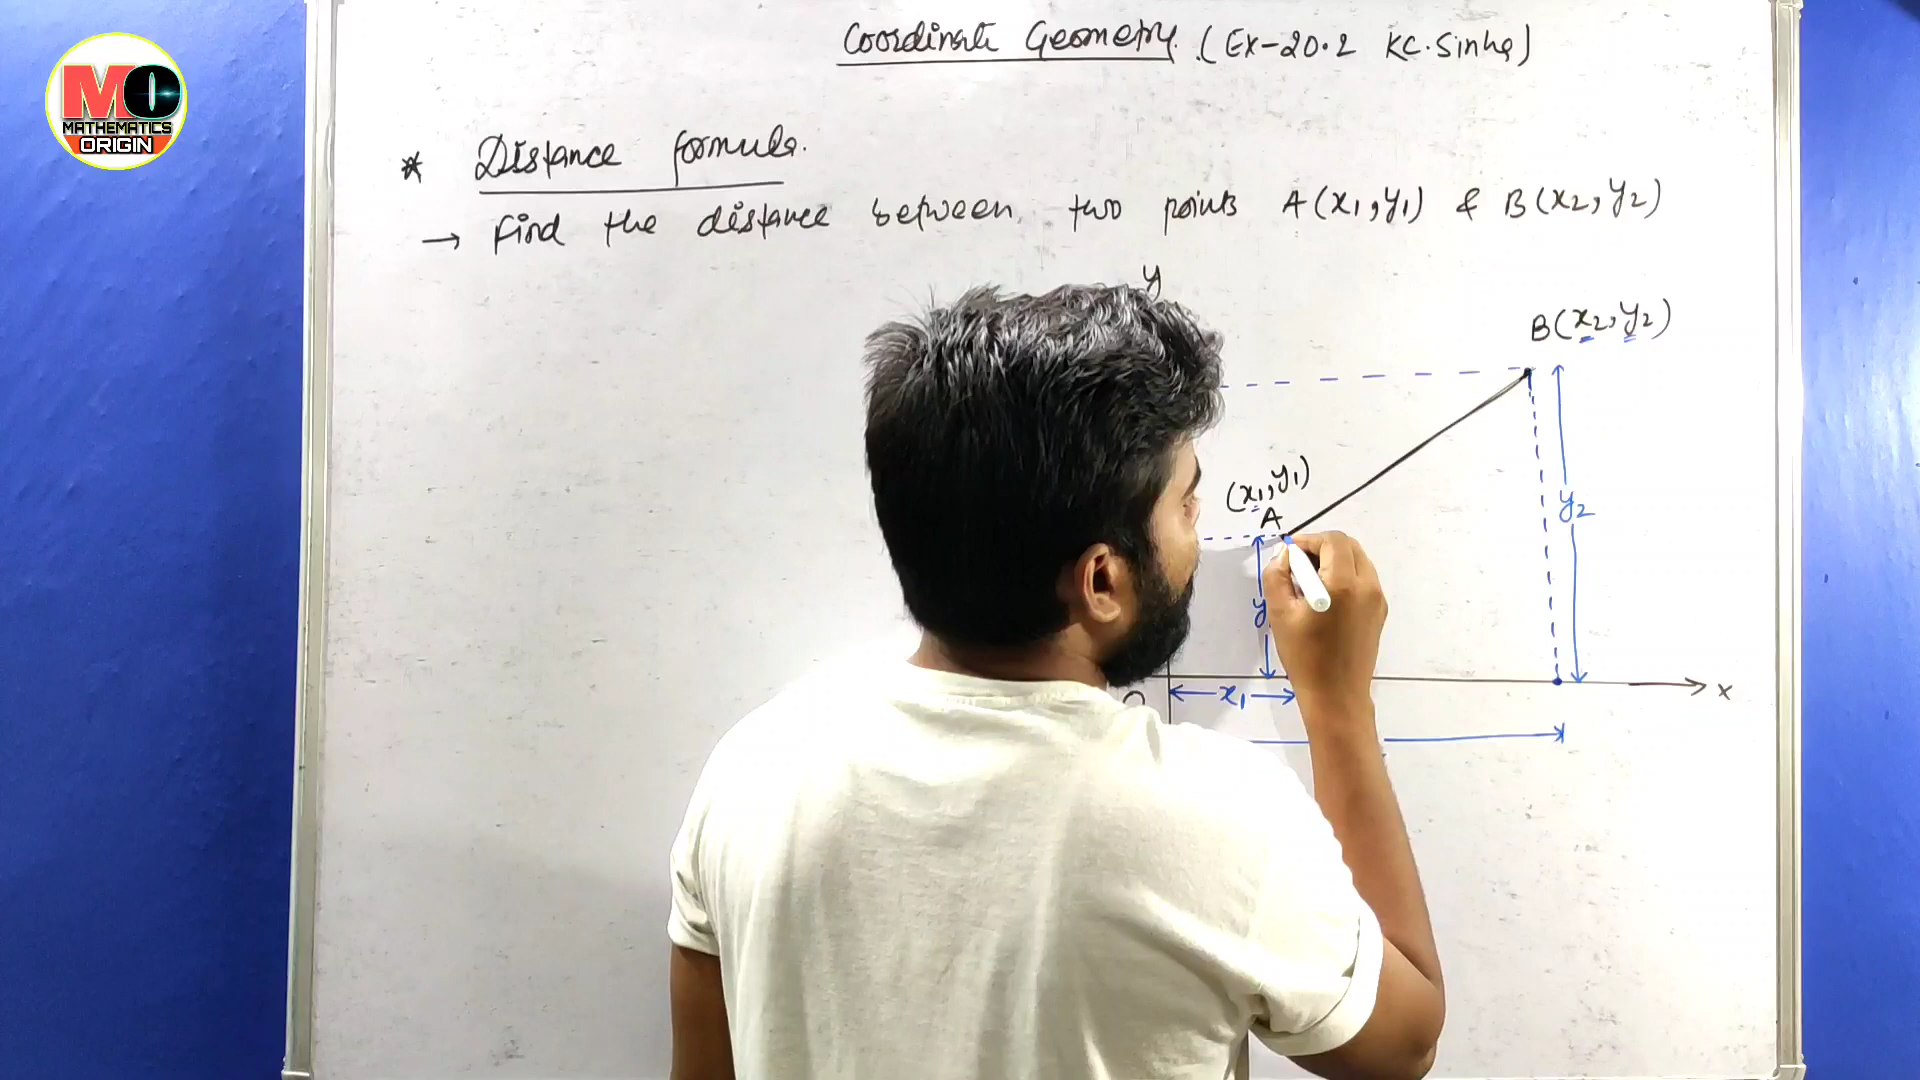 Coordinate Geometry. (EX-20.2 KC.Sinha)
MO
MATHEMATICS
ORIGIN
* Distance formula.
→ Find the distance between two points A(x₁,y₁) & B(x₂,y₂)
y
B(x₂,y₂)
(x₁,y₁)
A
y₂
y
x₁
x